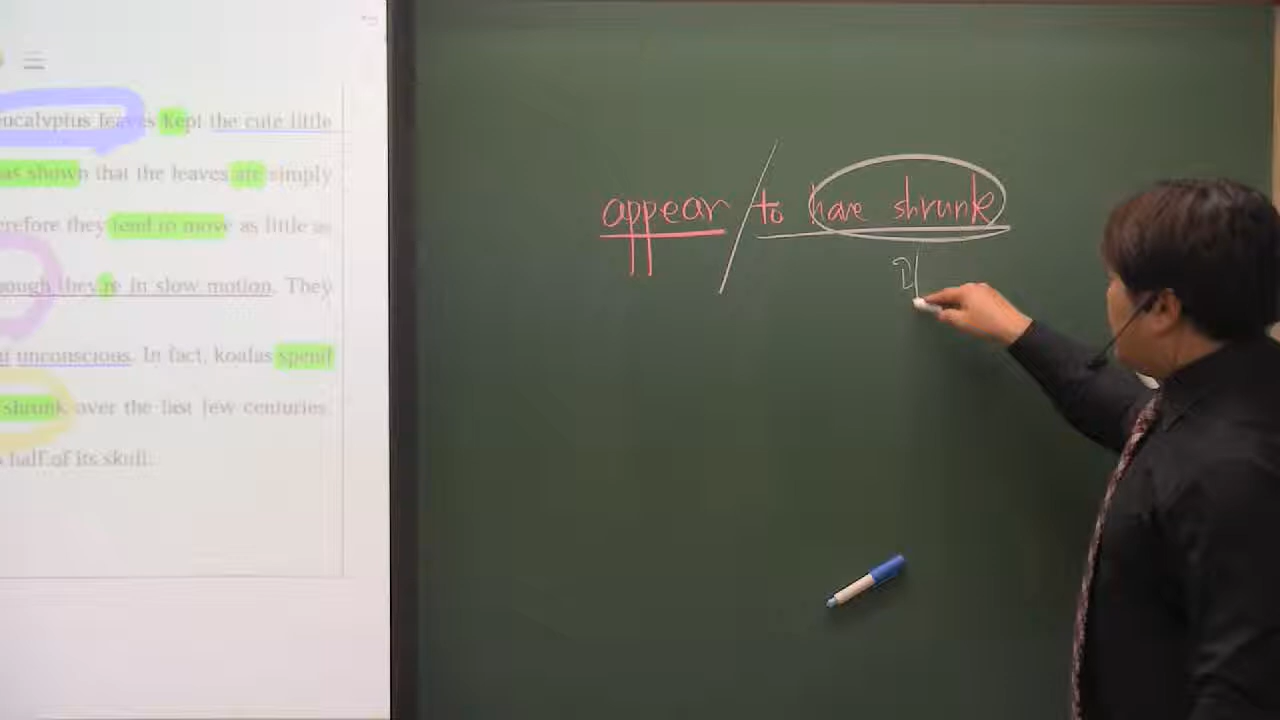 eucalyptus leaves kept the cute little
as shown that the leaves are simply
erefore they tend to move as little as
ough they're in slow motion. They
unconscious. In fact, koalas spend
shrunk over the last few centuries.
half of its skull.
appear / to have shrunk